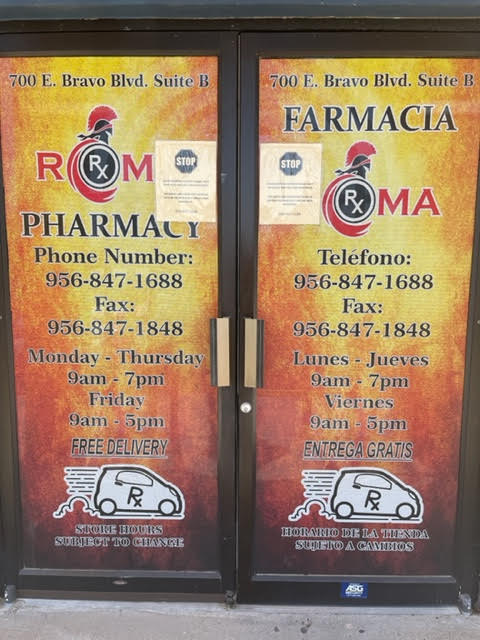 700 E. Bravo Blvd. Suite B
R Rx M
STOP
PHARMACY
Phone Number:
956-847-1688
Fax:
956-847-1848
Monday - Thursday
9am - 7pm
Friday
9am - 5pm
FREE DELIVERY
Rx
STORE HOURS
SUBJECT TO CHANGE
700 E. Bravo Blvd. Suite B
FARMACIA
STOP
Rx MA
Teléfono:
956-847-1688
Fax:
956-847-1848
Lunes - Jueves
9am - 7pm
Viernes
9am - 5pm
ENTREGA GRATIS
Rx
HORARIO DE LA TIENDA
SUJETO A CAMBIOS
ASG